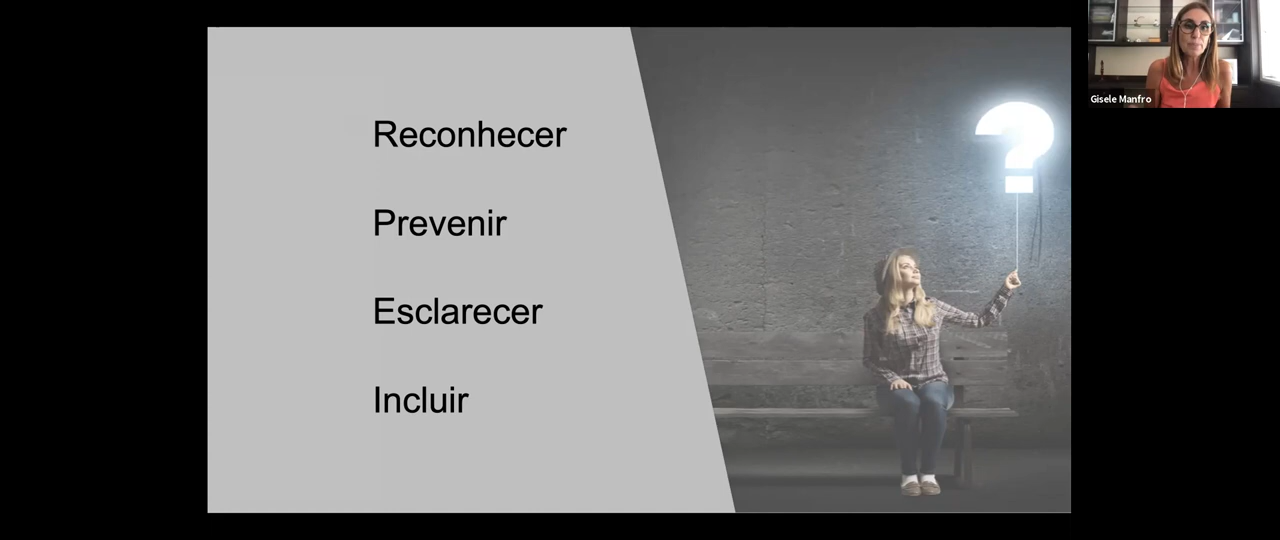 Reconhecer
Prevenir
Esclarecer
Incluir
Gisele Manfro